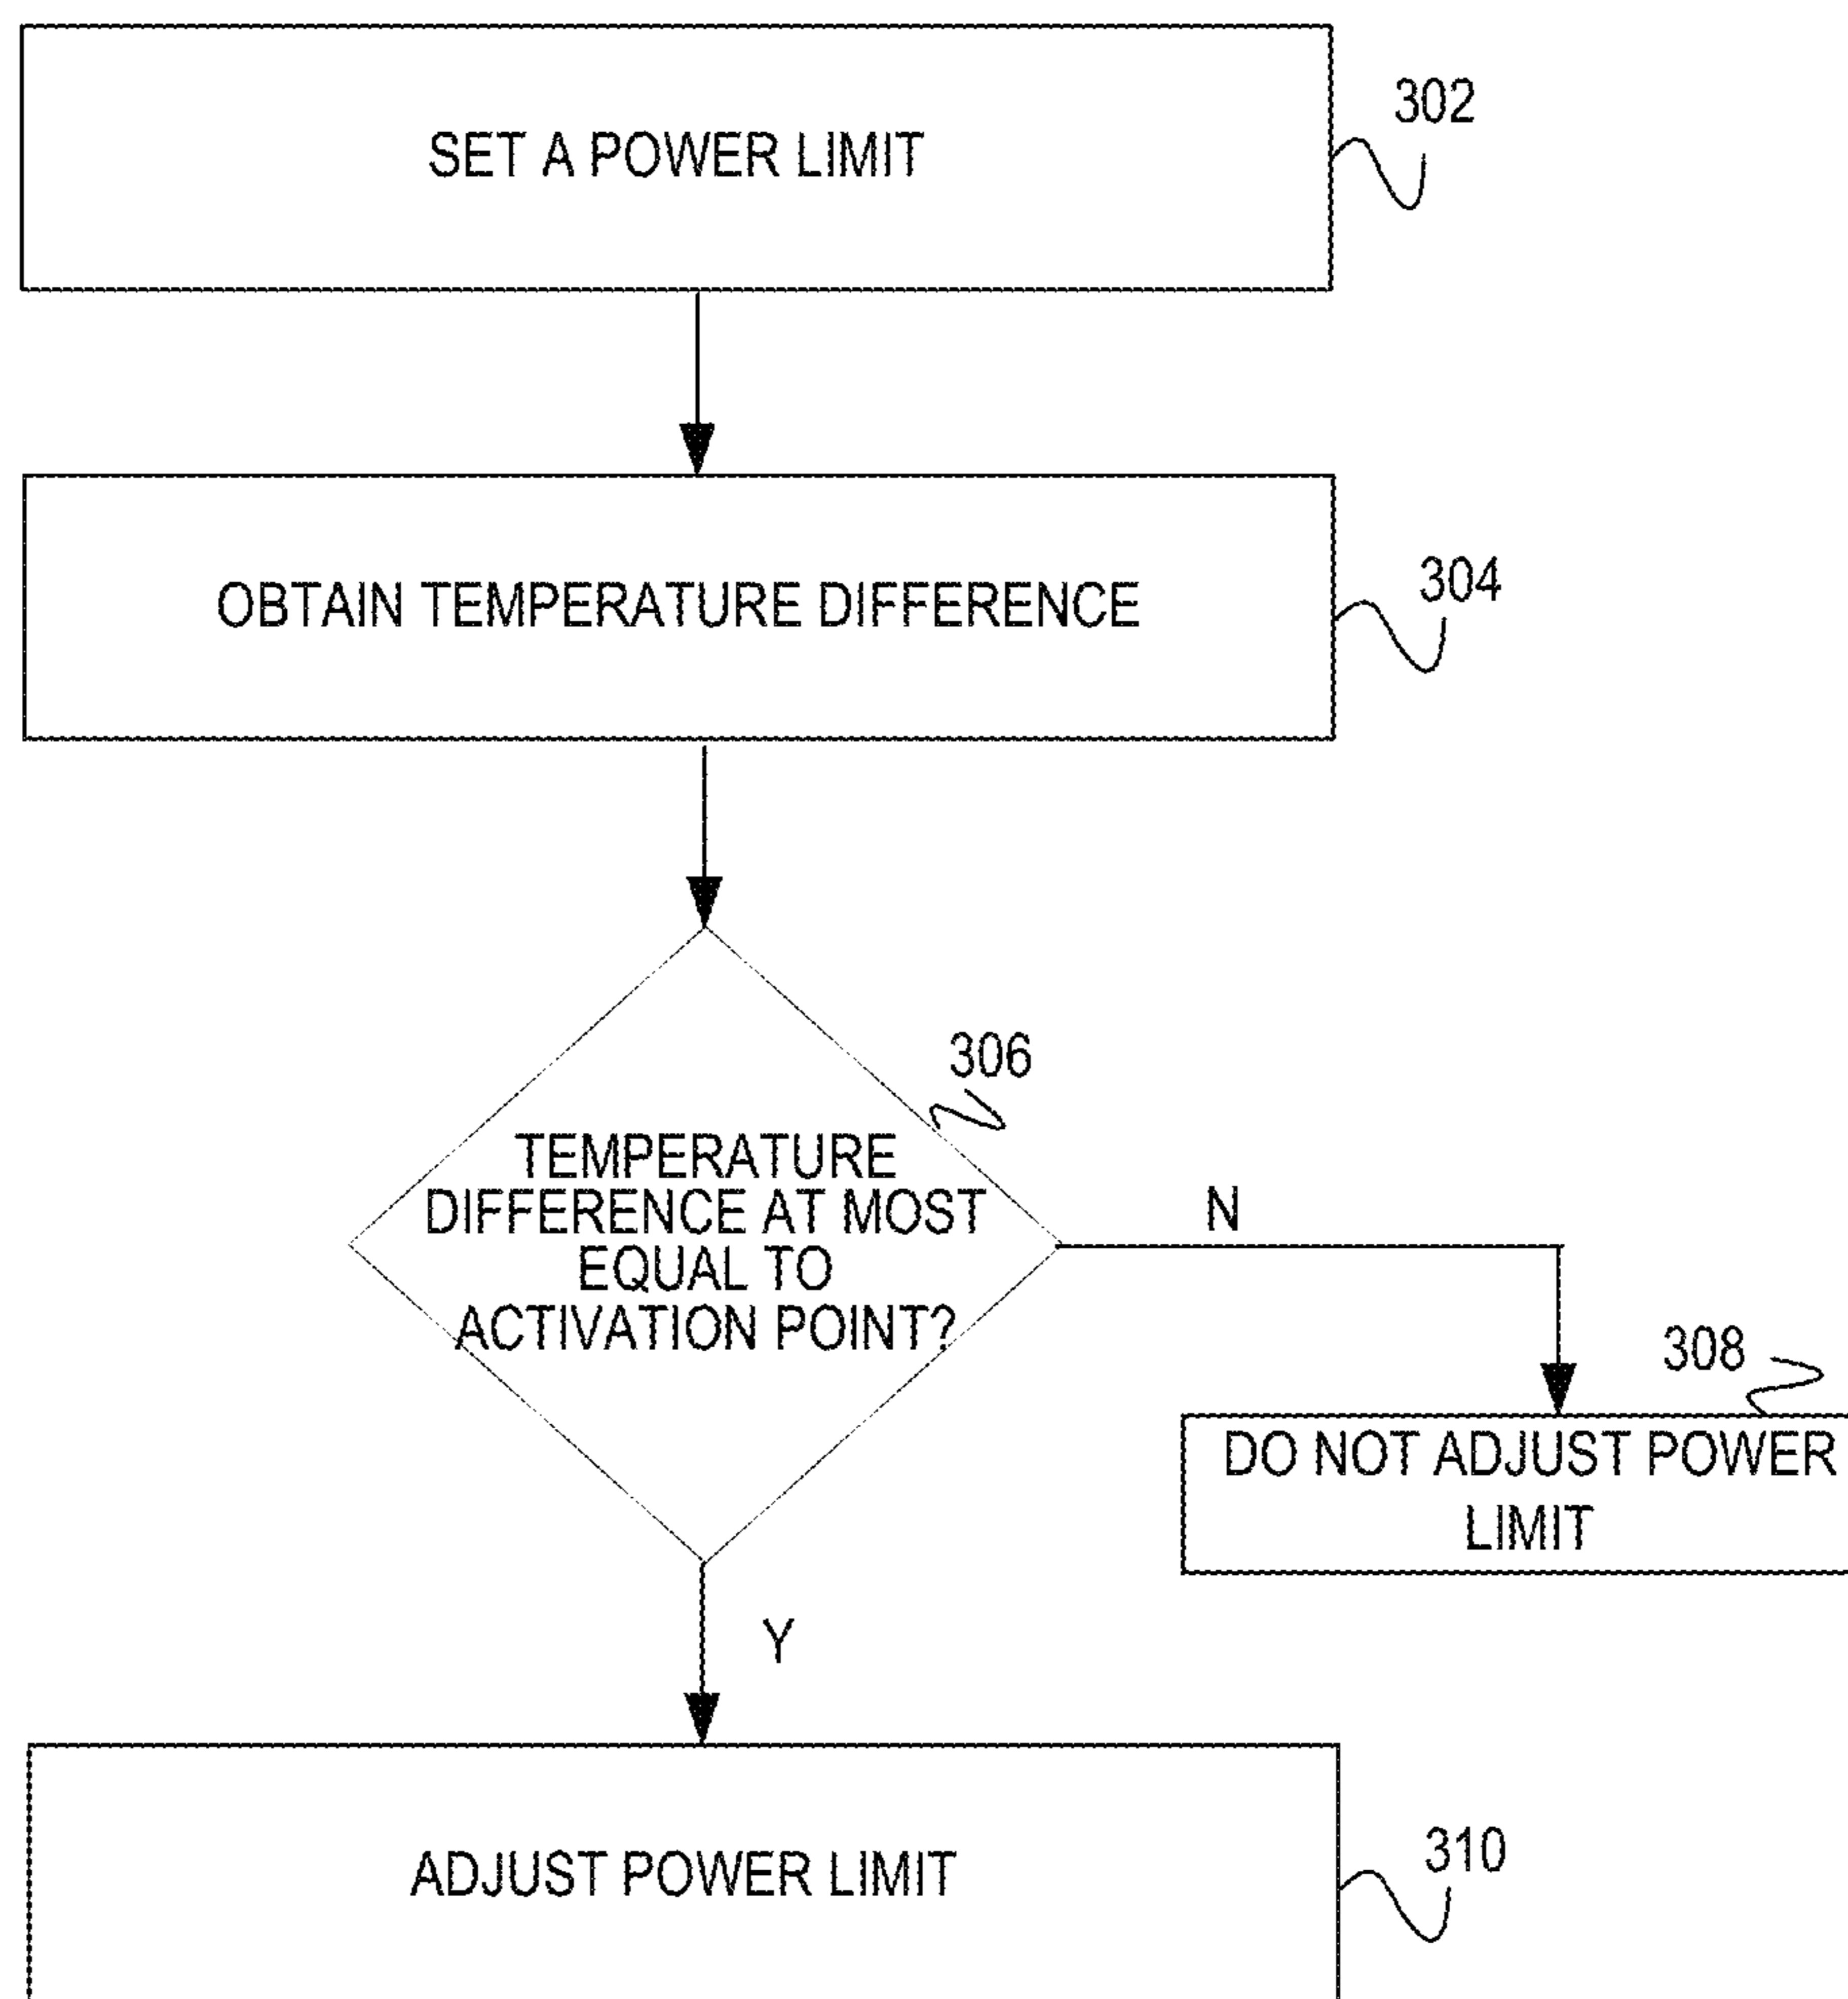 SET A POWER LIMIT
302
OBTAIN TEMPERATURE DIFFERENCE
304
306
TEMPERATURE
DIFFERENCE AT MOST
EQUAL TO
ACTIVATION POINT?
N
308
DO NOT ADJUST POWER
LIMIT
Y
ADJUST POWER LIMIT
310